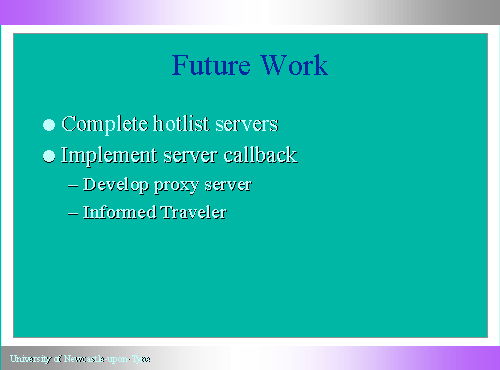 Future Work
Complete hotlist servers
Implement server callback
– Develop proxy server
– Informed Traveler
University of Newcastle upon Tyne